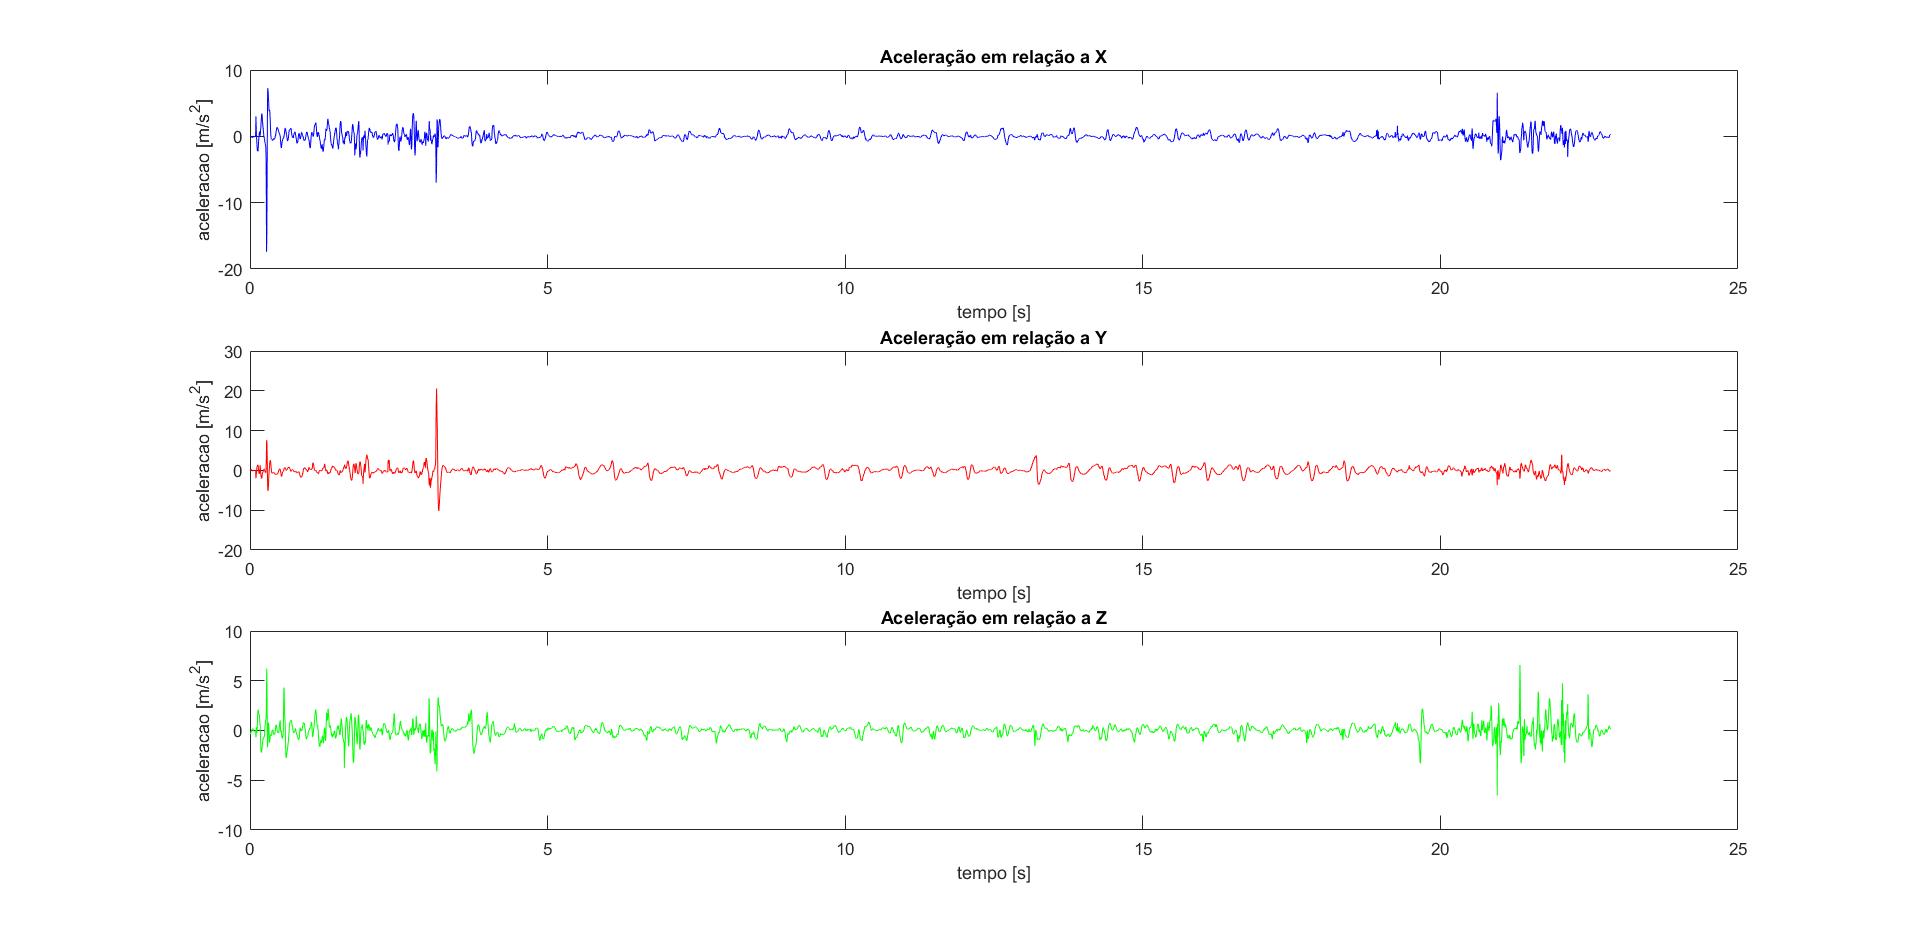 Aceleração em relação a X
aceleracao [m/s²]
10
0
-10
-20
0 5 10 15 20 25
tempo [s]
Aceleração em relação a Y
aceleracao [m/s²]
30
20
10
0
-10
-20
0 5 10 15 20 25
tempo [s]
Aceleração em relação a Z
aceleracao [m/s²]
10
5
0
-5
-10
0 5 10 15 20 25
tempo [s]